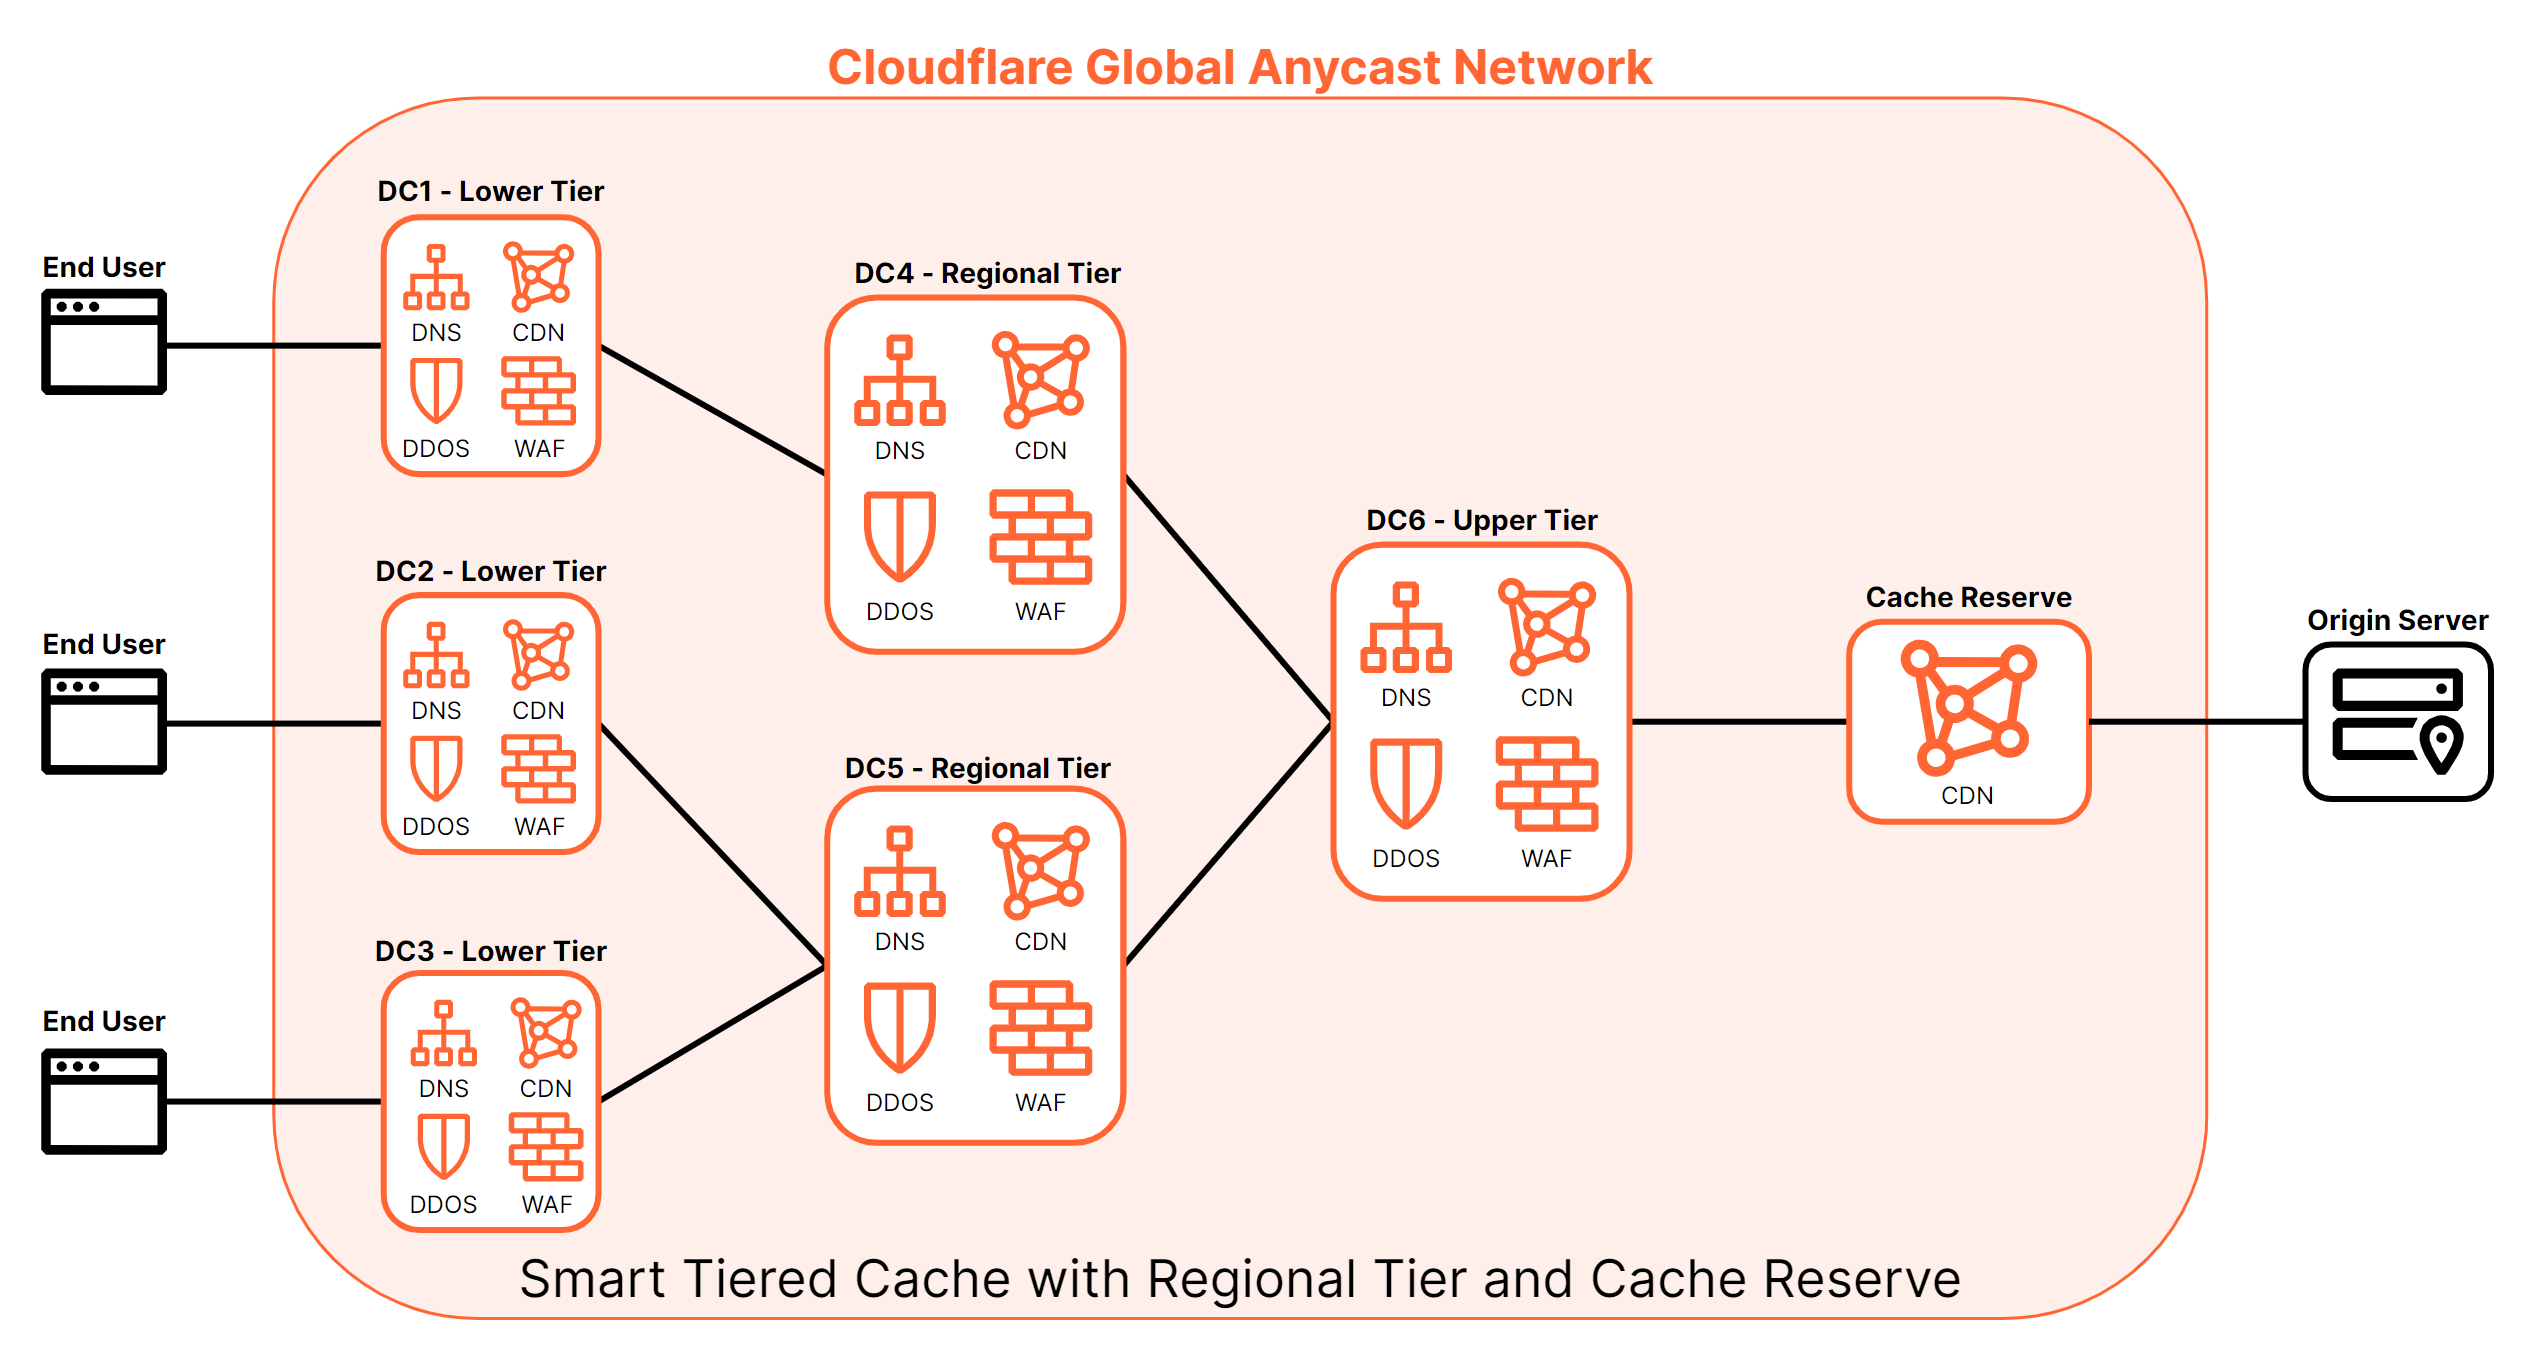 Cloudflare Global Anycast Network
End User
DC1 - Lower Tier
DNS CDN
DDOS WAF
End User
DC2 - Lower Tier
DNS CDN
DDOS WAF
End User
DC3 - Lower Tier
DNS CDN
DDOS WAF
DC4 - Regional Tier
DNS CDN
DDOS WAF
DC5 - Regional Tier
DNS CDN
DDOS WAF
DC6 - Upper Tier
DNS CDN
DDOS WAF
Cache Reserve
CDN
Origin Server
Smart Tiered Cache with Regional Tier and Cache Reserve